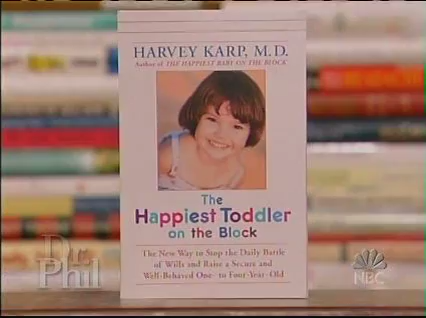 HARVEY KARP, M.D.
Author of THE HAPPIEST BABY ON THE BLOCK
The
Happiest Toddler
on the Block
The New Way to Stop the Daily Battle
of Wills and Raise a Secure and
Well-Behaved One- to Four-Year-Old
Dr.
Phil
NBC